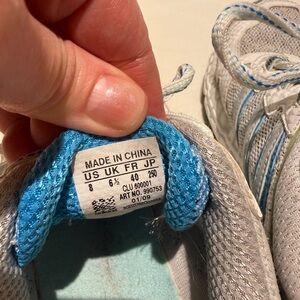 MADE IN CHINA
US UK FR JP
8 6½ 40 250
CLU 600001
ART NO. 990753
01/09